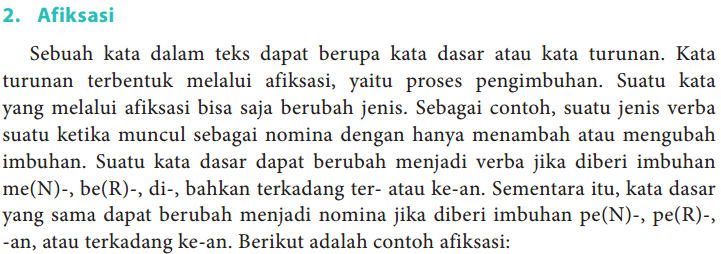 2. Afiksasi
Sebuah kata dalam teks dapat berupa kata dasar atau kata turunan. Kata
turunan terbentuk melalui afiksasi, yaitu proses pengimbuhan. Suatu kata
yang melalui afiksasi bisa saja berubah jenis. Sebagai contoh, suatu jenis verba
suatu ketika muncul sebagai nomina dengan hanya menambah atau mengubah
imbuhan. Suatu kata dasar dapat berubah menjadi verba jika diberi imbuhan
me(N)-, be(R)-, di-, bahkan terkadang ter- atau ke-an. Sementara itu, kata dasar
yang sama dapat berubah menjadi nomina jika diberi imbuhan pe(N)-, pe(R)-,
-an, atau terkadang ke-an. Berikut adalah contoh afiksasi: